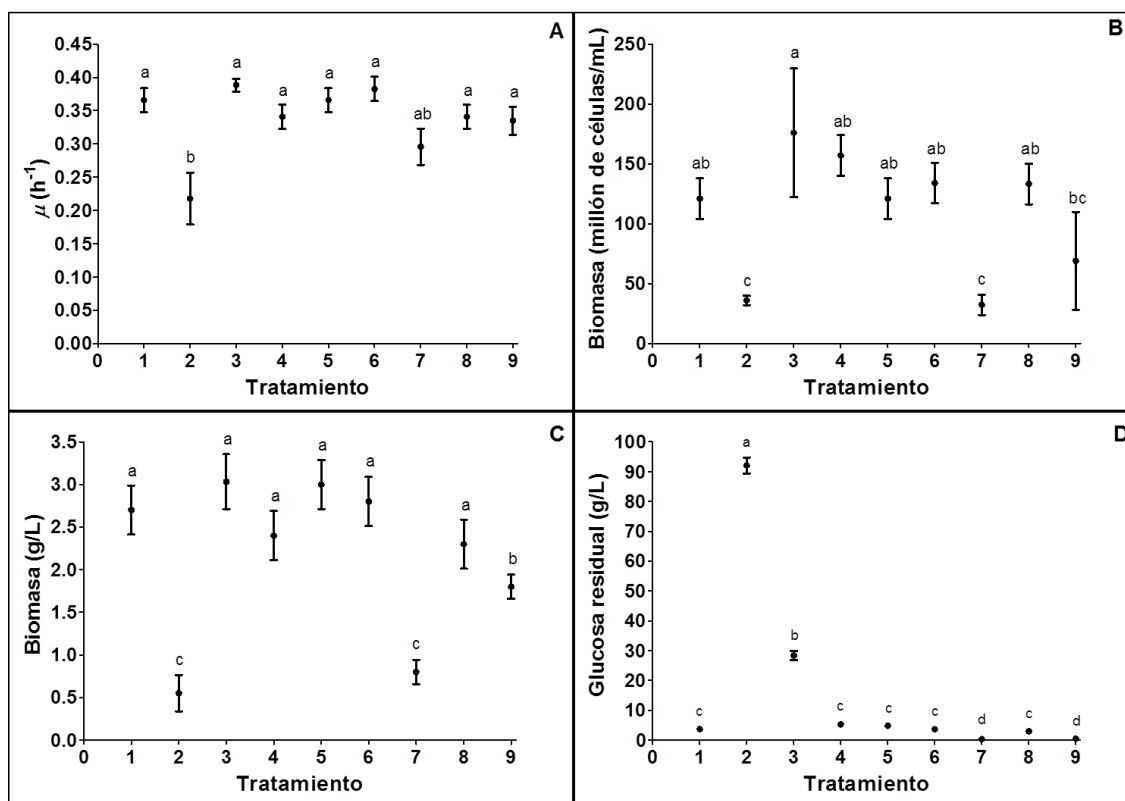 A
0.45
0.40
0.35
0.30
0.25
0.20
0.15
0.10
0.05
0.00
μ (h-1)
a b a a a a ab a a
0 1 2 3 4 5 6 7 8 9
Tratamiento
B
250
200
150
100
50
0
Biomasa (millón de células/mL)
ab c a ab ab ab c ab bc
0 1 2 3 4 5 6 7 8 9
Tratamiento
C
3.5
3.0
2.5
2.0
1.5
1.0
0.5
0.0
Biomasa (g/L)
a c a a a a c a b
0 1 2 3 4 5 6 7 8 9
Tratamiento
D
100
90
80
70
60
50
40
30
20
10
0
Glucosa residual (g/L)
c a b c c c d c d
0 1 2 3 4 5 6 7 8 9
Tratamiento